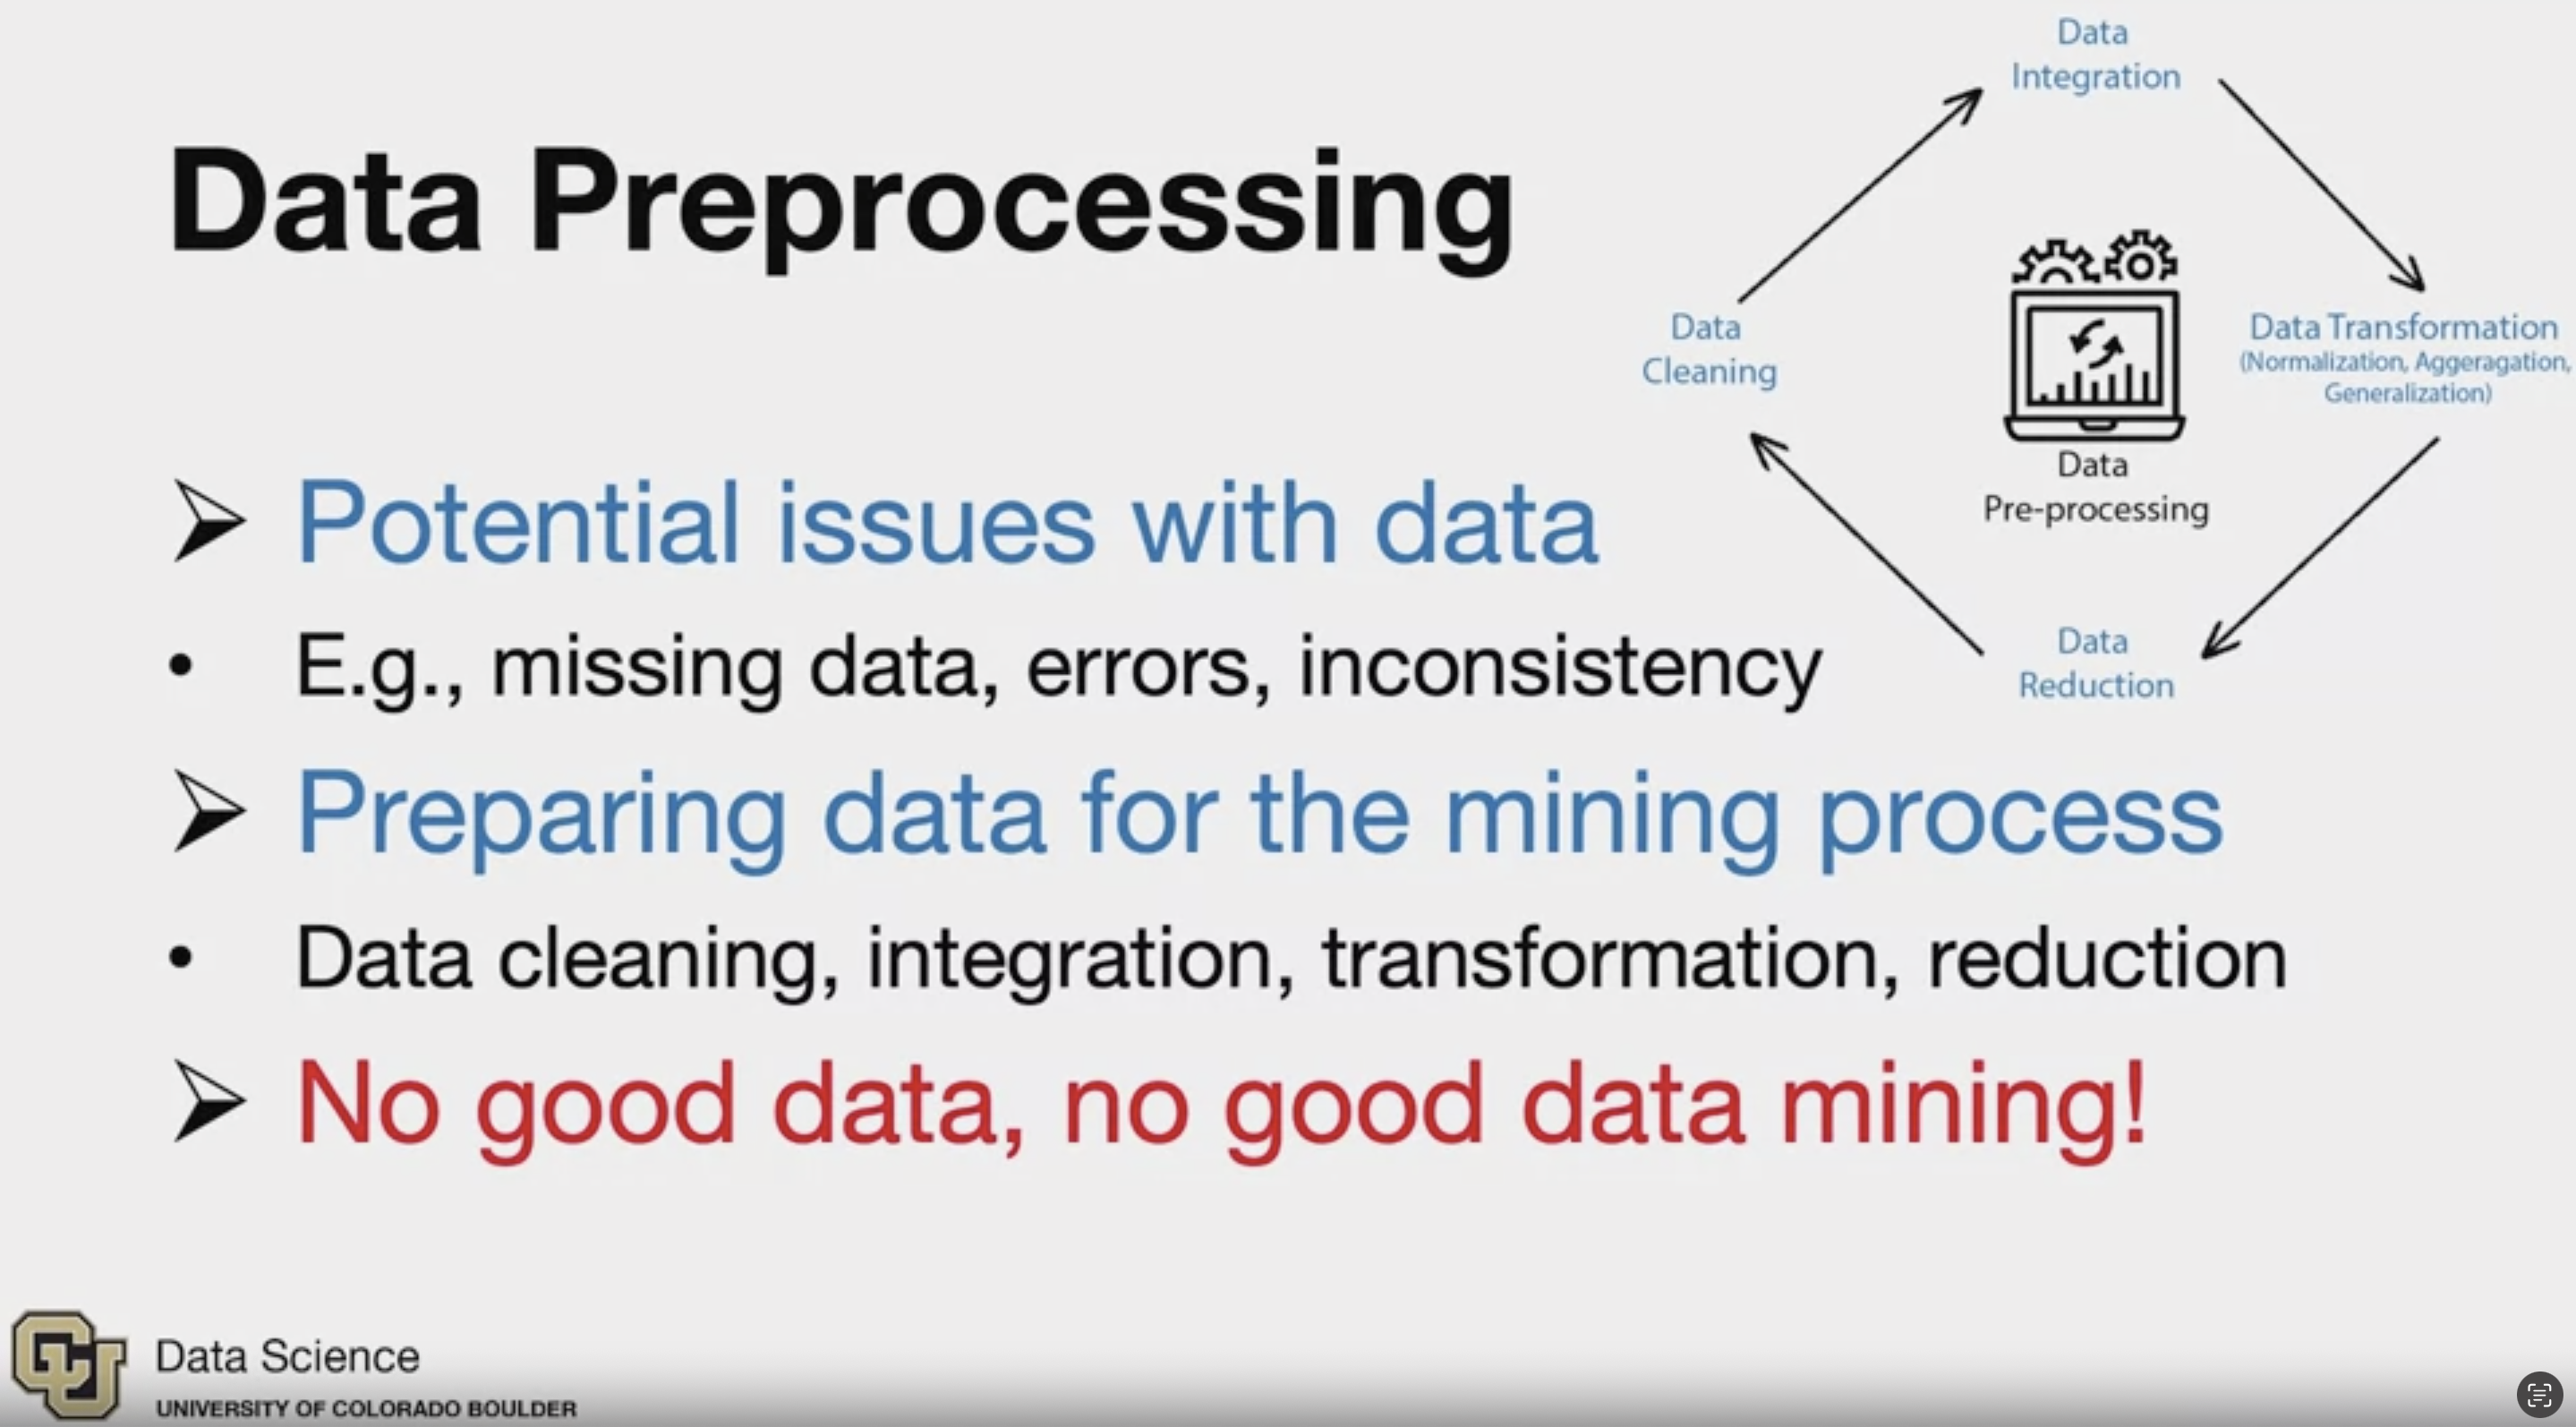 Data Preprocessing
Data
Integration
Data
Cleaning
Data Transformation
(Normalization, Aggeragation,
Generalization)
Data
Pre-processing
Data
Reduction
➢ Potential issues with data
• E.g., missing data, errors, inconsistency
➢ Preparing data for the mining process
• Data cleaning, integration, transformation, reduction
➢ No good data, no good data mining!
CU
Data Science
UNIVERSITY OF COLORADO BOULDER